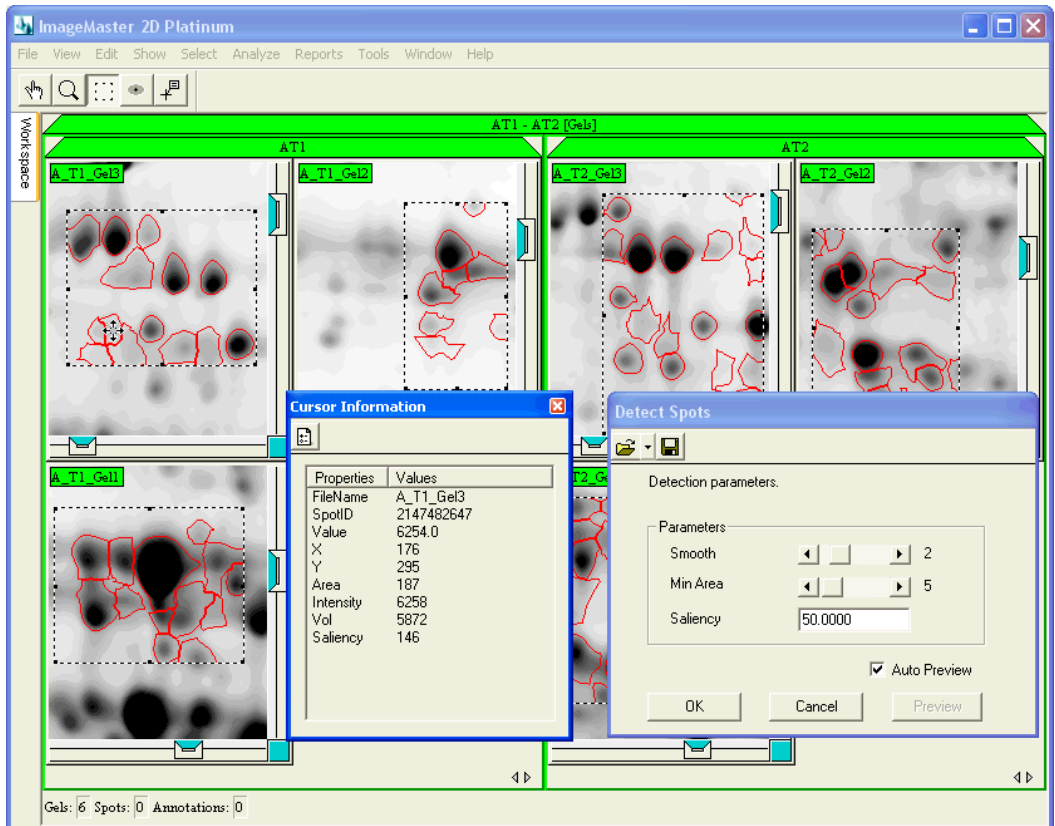 ImageMaster 2D Platinum
File View Edit Show Select Analyze Reports Tools Window Help
Workspace
AT1 - AT2 [Gels]
AT1
AT2
A_T1_Gel3
A_T1_Gel2
A_T2_Gel3
A_T2_Gel2
A_T1_Gel1
T2_Ge
Cursor Information
Properties Values
FileName A_T1_Gel3
SpotID 2147482647
Value 6254.0
X 176
Y 295
Area 187
Intensity 6258
Vol 5872
Saliency 146
Detect Spots
Detection parameters.
Parameters
Smooth 2
Min Area 5
Saliency 50.0000
Auto Preview
OK Cancel Preview
Gels: 6 Spots: 0 Annotations: 0